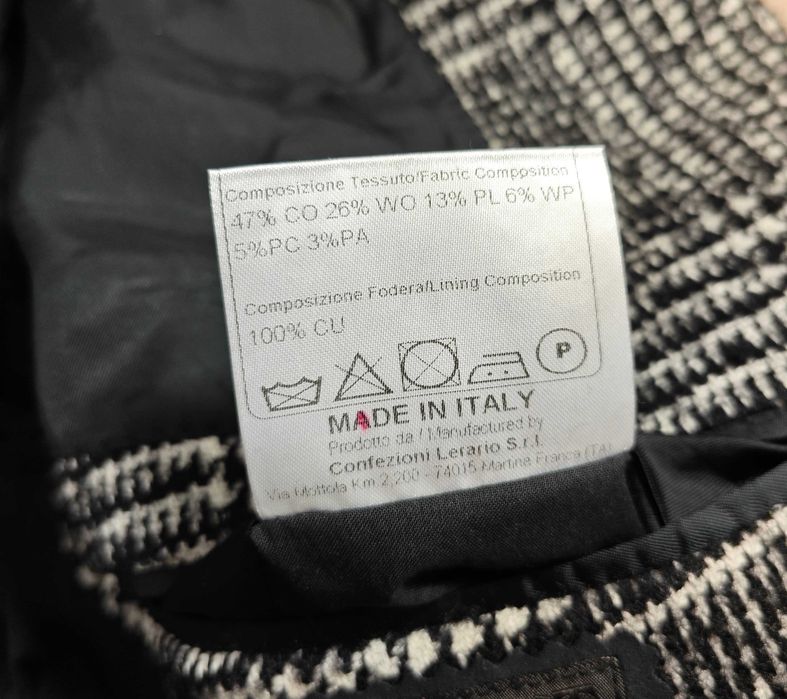 Composizione Tessuto/Fabric Composition
47% CO 26% WO 13% PL 6% WP
5%PC 3%PA
Composizione Fodera/Lining Composition
100% CU
P
MADE IN ITALY
Prodotto da / Manufactured by
Confezioni Lerario S.r.l.
Via Mottola Km 2,200 - 74015 Martina Franca (TA)